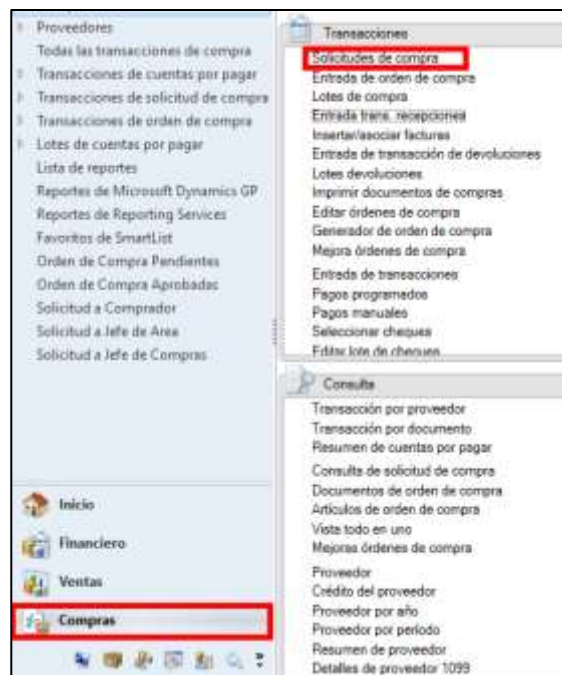 Proveedores
Todas las transacciones de compra
Transacciones de cuentas por pagar
Transacciones de solicitud de compra
Transacciones de orden de compra
Lotes de cuentas por pagar
Lista de reportes
Reportes de Microsoft Dynamics GP
Reportes de Reporting Services
Favoritos de SmartList
Orden de Compra Pendientes
Orden de Compra Aprobadas
Solicitud a Comprador
Solicitud a Jefe de Area
Solicitud a Jefe de Compras
Inicio
Financiero
Ventas
Compras
Transacciones
Solicitudes de compra
Entrada de orden de compra
Lotes de compra
Entrada trans. recepciones
Insertar/asociar facturas
Entrada de transacción de devoluciones
Lotes devoluciones
Imprimir documentos de compras
Editar órdenes de compra
Generador de orden de compra
Mejora órdenes de compra
Entrada de transacciones
Pagos programados
Pagos manuales
Seleccionar cheques
Editar lote de cheques
Consulta
Transacción por proveedor
Transacción por documento
Resumen de cuentas por pagar
Consulta de solicitud de compra
Documentos de orden de compra
Artículos de orden de compra
Vista todo en uno
Mejoras órdenes de compra
Proveedor
Crédito del proveedor
Proveedor por año
Proveedor por período
Resumen de proveedor
Detalles de proveedor 1099